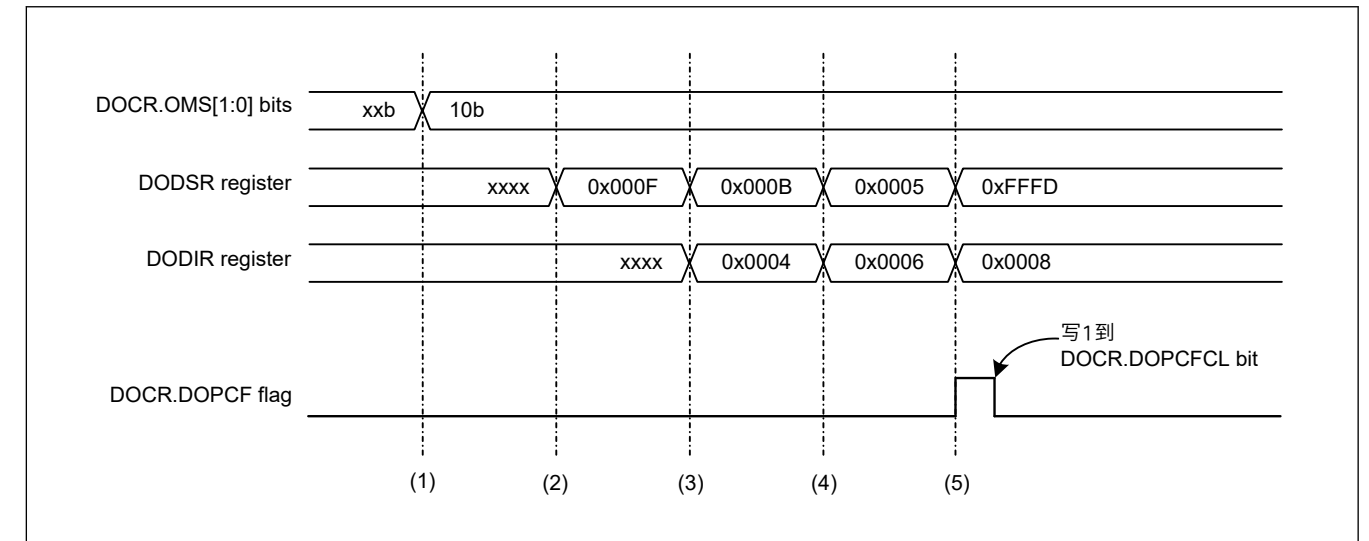 DOCR.OMS[1:0] bits
xxb
10b
DODSR register
xxxx
0x000F
0x000B
0x0005
0xFFFD
DODIR register
xxxx
0x0004
0x0006
0x0008
写1到
DOCR.DOPCFCL bit
DOCR.DOPCF flag
(1)
(2)
(3)
(4)
(5)